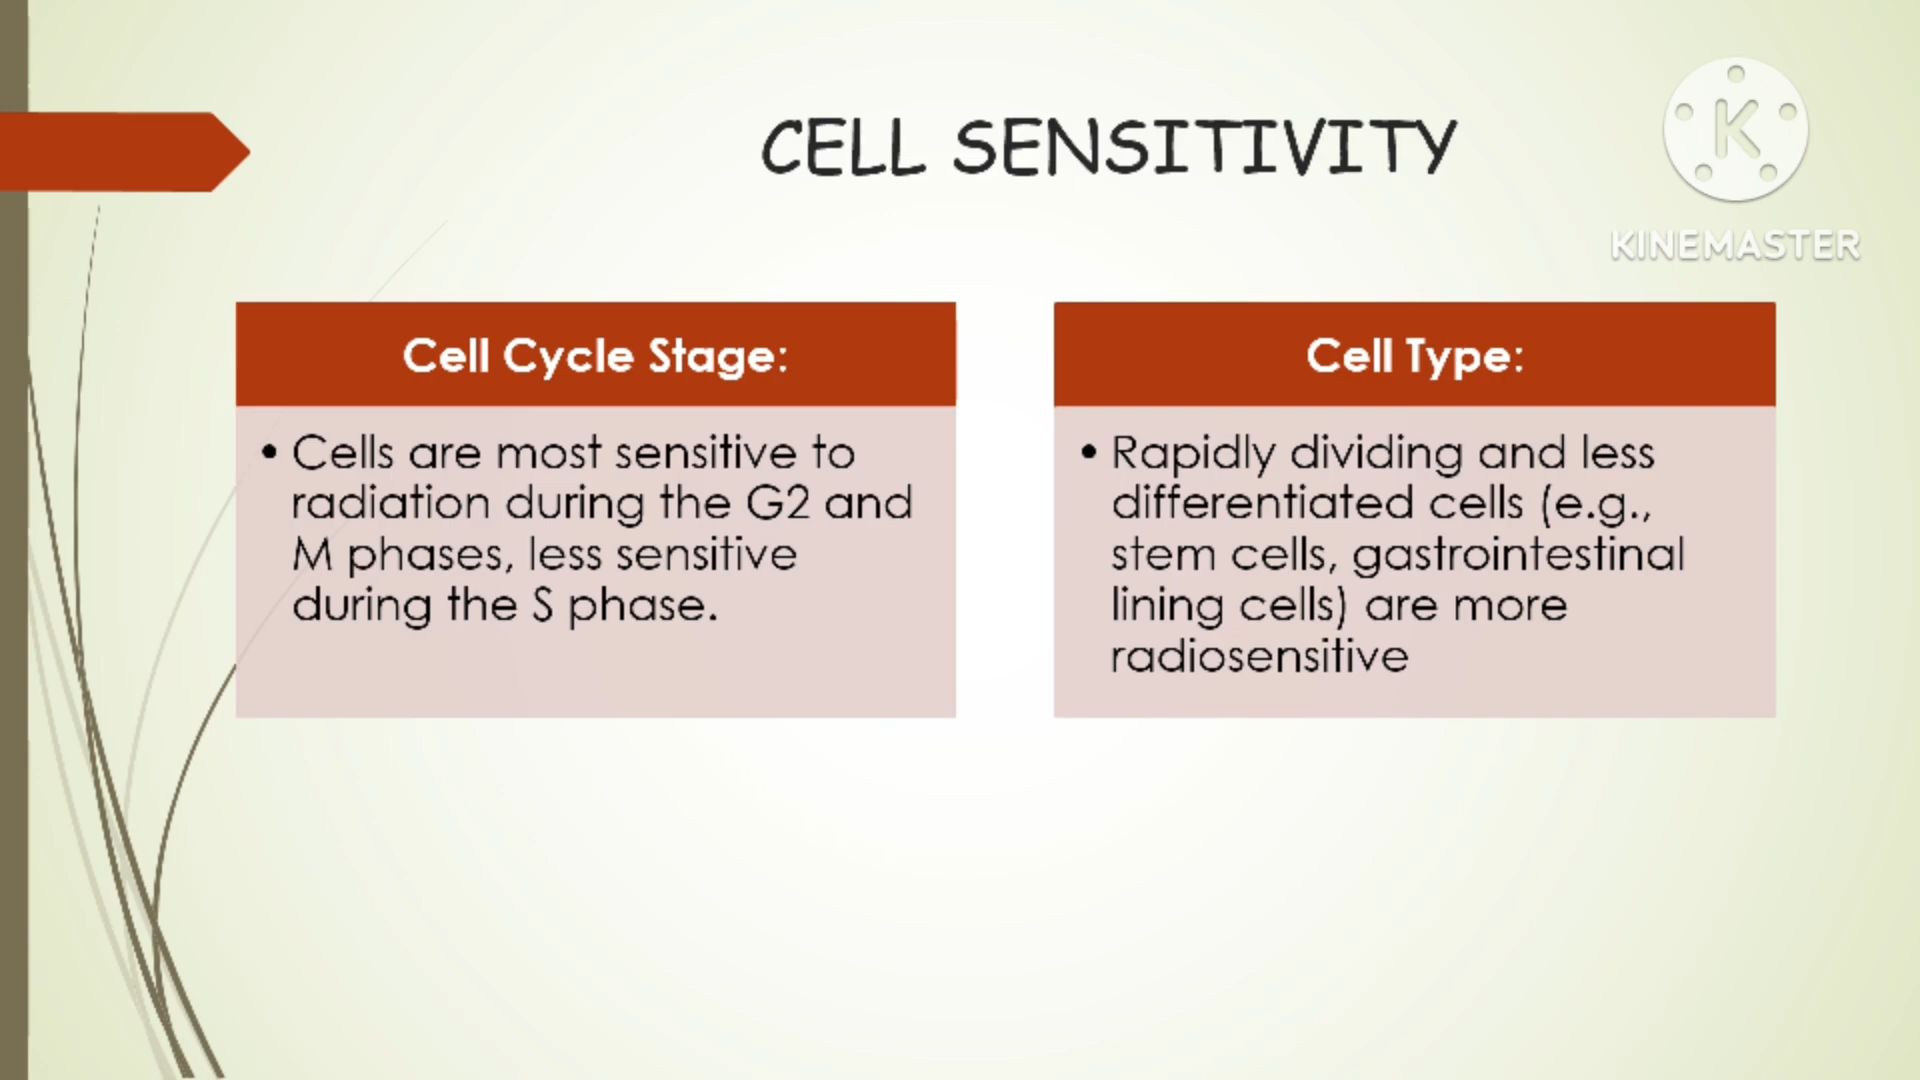 CELL SENSITIVITY
K
KINEMASTER
Cell Cycle Stage:
• Cells are most sensitive to
radiation during the G2 and
M phases, less sensitive
during the S phase.
Cell Type:
• Rapidly dividing and less
differentiated cells (e.g.,
stem cells, gastrointestinal
lining cells) are more
radiosensitive